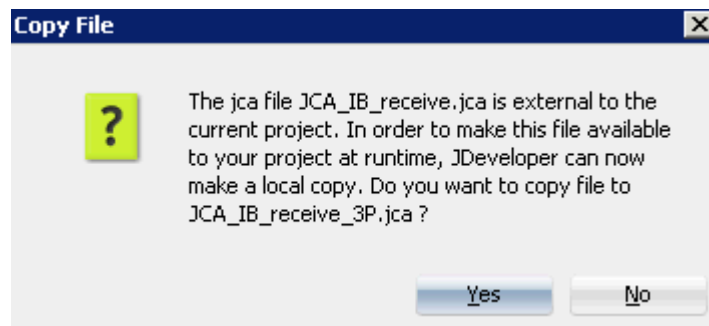 Copy File
The jca file JCA_IB_receive.jca is external to the
current project. In order to make this file available
to your project at runtime, JDeveloper can now
make a local copy. Do you want to copy file to
JCA_IB_receive_3P.jca ?
Yes
No